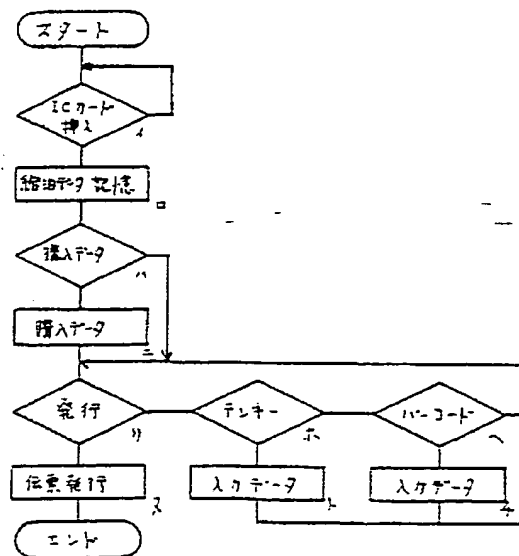 スタート
ICカード
挿入
イ
給油データ記憶
ロ
購入データ
ハ
購入データ
ニ
発行
リ
テンキー
ホ
バーコード
ヘ
伝票発行
ヌ
入力データ
ト
入力データ
チ
エンド